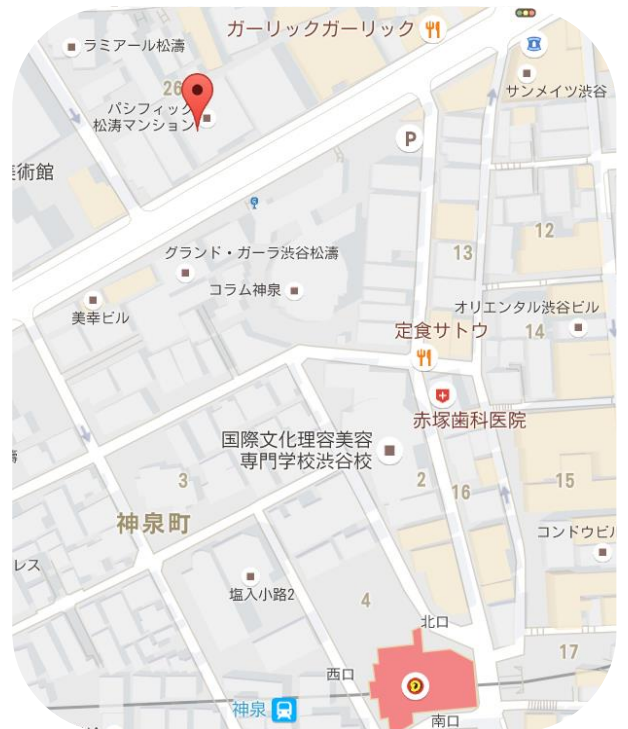 ガーリックガーリック
ラミアール松濤
26
パシフィック
松涛マンション
サンメイツ渋谷
P
術館
12
13
グランド・ガーラ渋谷松濤
コラム神泉
美幸ビル
オリエンタル渋谷ビル
14
定食サトウ
赤塚歯科医院
国際文化理容美容
専門学校渋谷校
3
2
16
15
神泉町
コンドウビル
レス
塩入小路2
4
北口
17
西口
神泉
南口